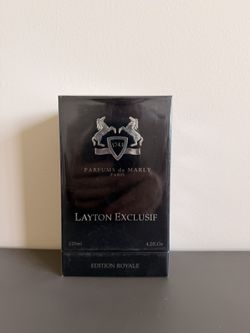 1743
PARFUMS de MARLY
PARIS
LAYTON EXCLUSIF
125ml 4.2fl.Oz
EDITION ROYALE